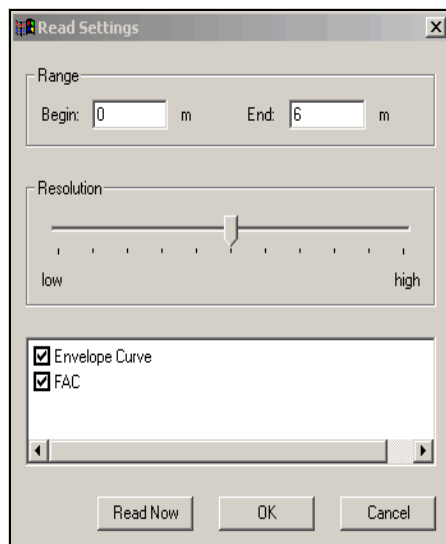 Read Settings
Range
Begin: 0 m End: 6 m
Resolution
low high
Envelope Curve
FAC
Read Now OK Cancel